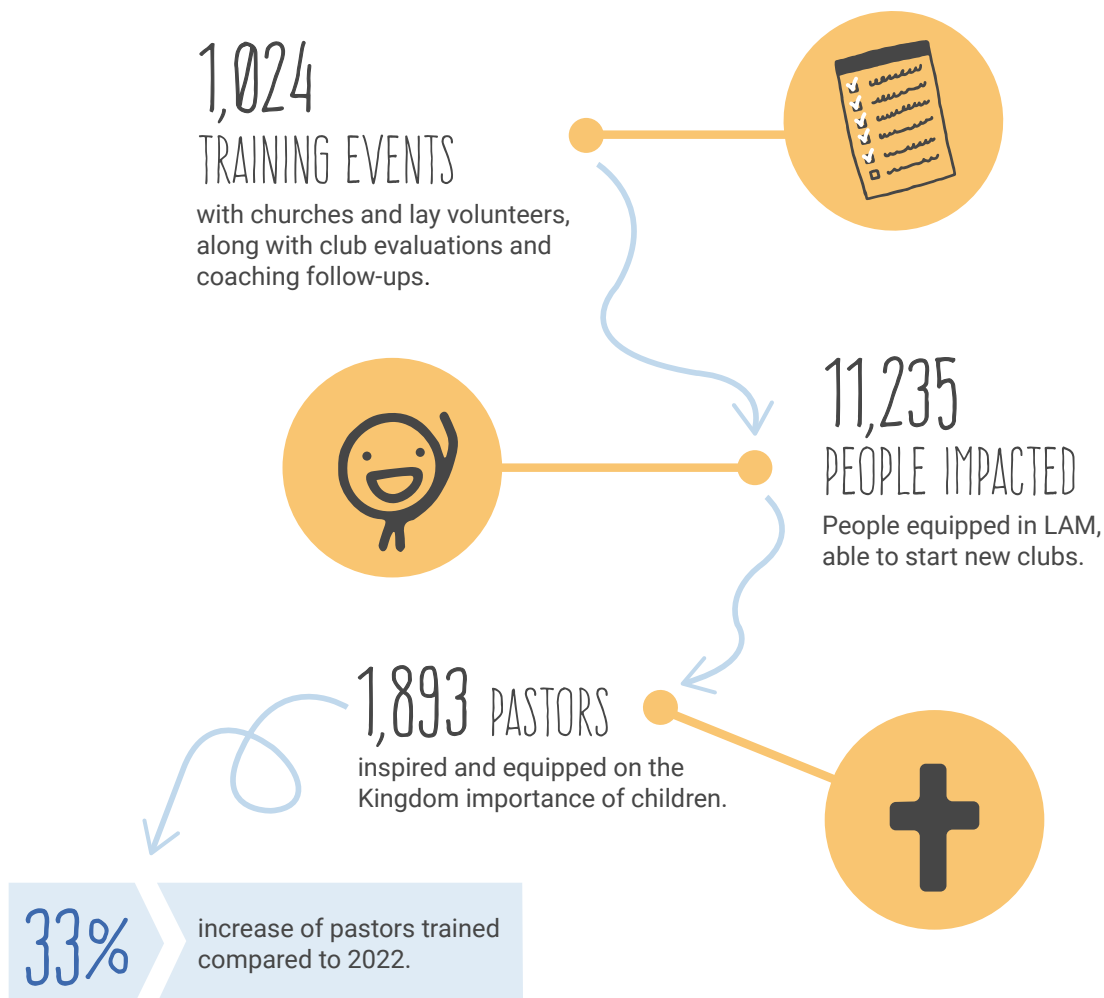 1,024
TRAINING EVENTS
with churches and lay volunteers,
along with club evaluations and
coaching follow-ups.
11,235
PEOPLE IMPACTED
People equipped in LAM,
able to start new clubs.
1,893 PASTORS
inspired and equipped on the
Kingdom importance of children.
33%
increase of pastors trained
compared to 2022.